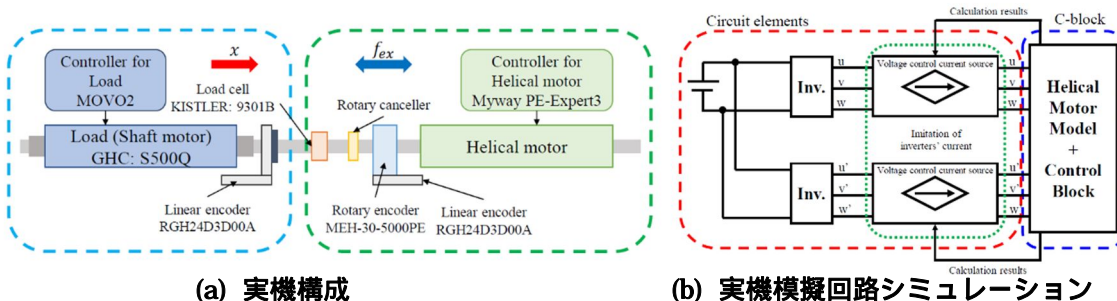 x
f_ex
Controller for
Load
MOVO2
Load cell
KISTLER: 9301B
Rotary canceller
Controller for
Helical motor
Myway PE-Expert3
Load (Shaft motor)
GHC: S500Q
Helical motor
Linear encoder
RGH24D3D00A
Rotary encoder
MEH-30-5000PE
Linear encoder
RGH24D3D00A
(a) 実機構成
Circuit elements
Calculation results
C-block
Inv.
u
v
w
Voltage control current source
u
v
w
Imitation of
inverters' current
Helical
Motor
Model
+
Control
Block
Inv.
u'
v'
w'
Voltage control current source
u'
v'
w'
Calculation results
(b) 実機模擬回路シミュレーション